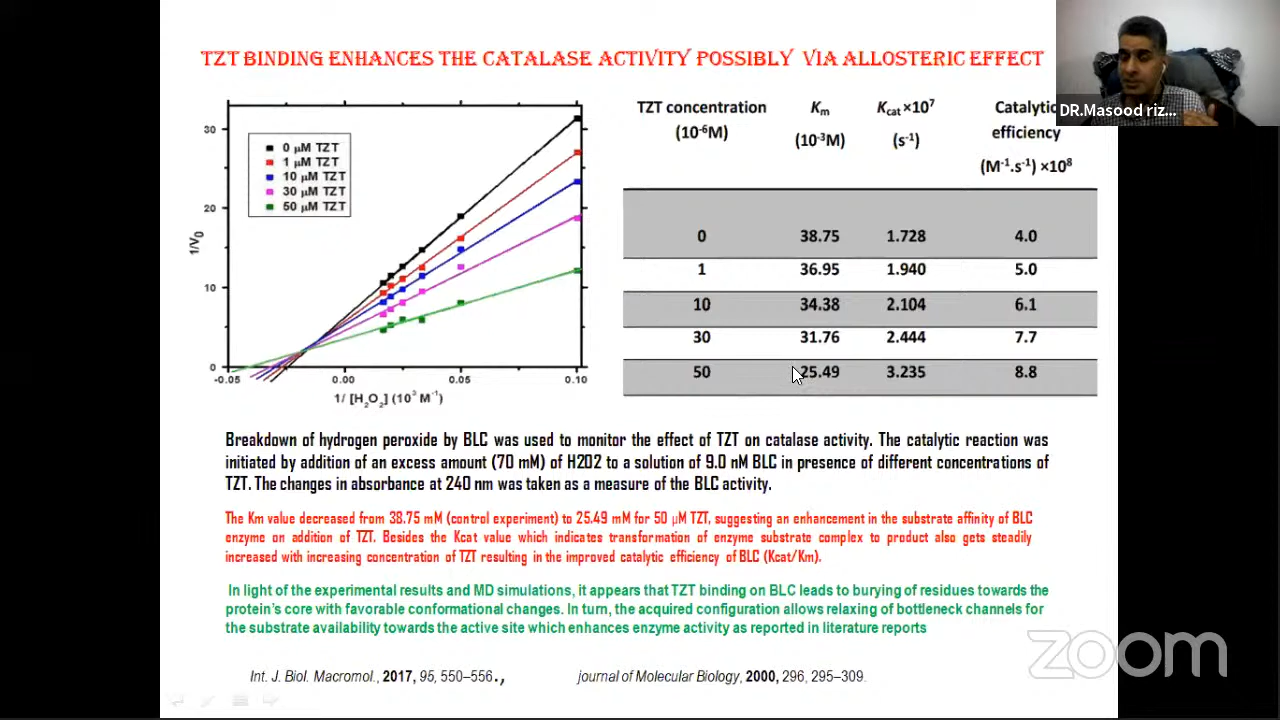 TZT BINDING ENHANCES THE CATALASE ACTIVITY POSSIBLY VIA ALLOSTERIC EFFECT
DR.Masood riz...
30
20
10
0
1/V0
0 µM TZT
1 µM TZT
10 µM TZT
30 µM TZT
50 µM TZT
-0.05 0.00 0.05 0.10
1/ [H2O2] (10³ M⁻¹)
TZT concentration Km Kcat ×10⁷ Catalytic
(10⁻⁶M) (10⁻³M) (s⁻¹) efficiency
(M⁻¹.s⁻¹) ×10⁸
0 38.75 1.728 4.0
1 36.95 1.940 5.0
10 34.38 2.104 6.1
30 31.76 2.444 7.7
50 25.49 3.235 8.8
Breakdown of hydrogen peroxide by BLC was used to monitor the effect of TZT on catalase activity. The catalytic reaction was
initiated by addition of an excess amount (70 mM) of H2O2 to a solution of 9.0 nM BLC in presence of different concentrations of
TZT. The changes in absorbance at 240 nm was taken as a measure of the BLC activity.
The Km value decreased from 38.75 mM (control experiment) to 25.49 mM for 50 µM TZT, suggesting an enhancement in the substrate affinity of BLC
enzyme on addition of TZT. Besides the Kcat value which indicates transformation of enzyme substrate complex to product also gets steadily
increased with increasing concentration of TZT resulting in the improved catalytic efficiency of BLC (Kcat/Km).
In light of the experimental results and MD simulations, it appears that TZT binding on BLC leads to burying of residues towards the
protein's core with favorable conformational changes. In turn, the acquired configuration allows relaxing of bottleneck channels for
the substrate availability towards the active site which enhances enzyme activity as reported in literature reports
zoom
Int. J. Biol. Macromol., 2017, 95, 550–556., journal of Molecular Biology, 2000, 296, 295–309.